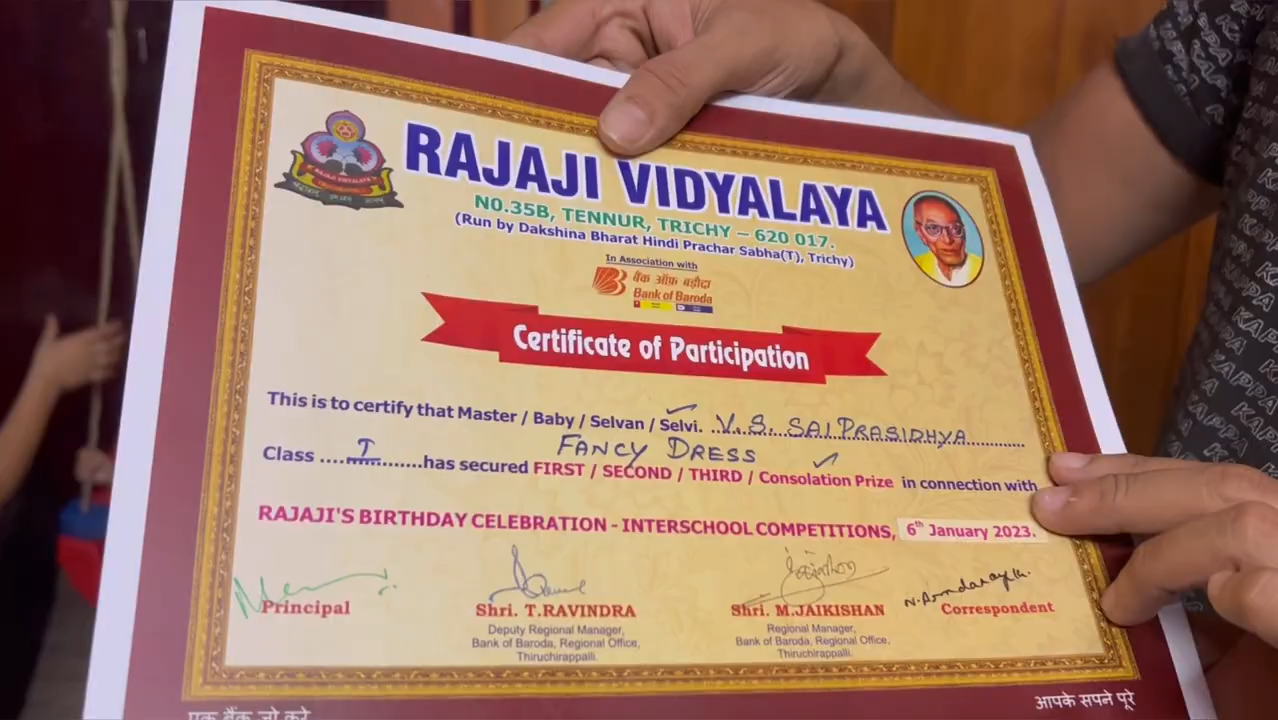 RAJAJI VIDYALAYA
N0.35B, TENNUR, TRICHY – 620 017.
(Run by Dakshina Bharat Hindi Prachar Sabha(T), Trichy)
In Association with
बैंक ऑफ़ बड़ौदा
Bank of Baroda
Certificate of Participation
This is to certify that Master / Baby / Selvan / Selvi. V. S. SAI PRASIDHYA
FANCY DRESS
Class ....I.......has secured FIRST / SECOND / THIRD / Consolation Prize in connection with
RAJAJI'S BIRTHDAY CELEBRATION - INTERSCHOOL COMPETITIONS, 6th January 2023.
Principal
Shri. T.RAVINDRA
Deputy Regional Manager,
Bank of Baroda, Regional Office,
Thiruchirappalli.
Shri. M.JAIKISHAN
Regional Manager,
Bank of Baroda, Regional Office,
Thiruchirappalli.
Correspondent
आपके सपने पूरे
KAPPA